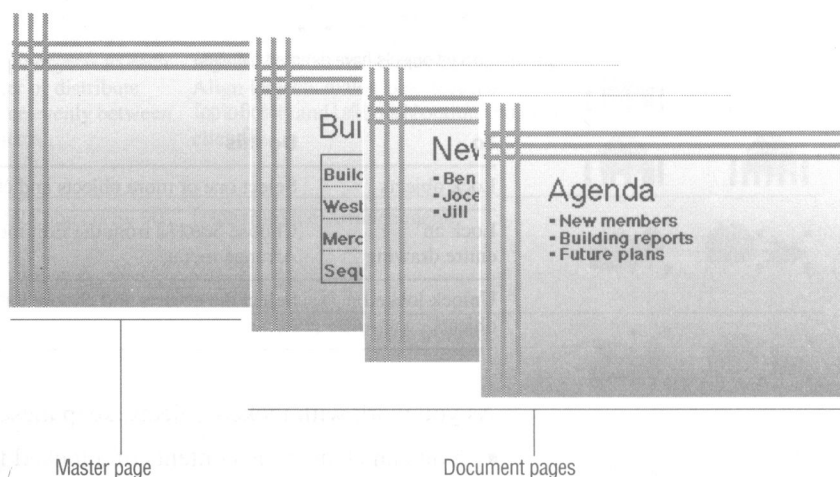 Bui
Build
West
Merc
Sequ
New
- Ben
- Joce
- Jill
Agenda
- New members
- Building reports
- Future plans
Master page
Document pages